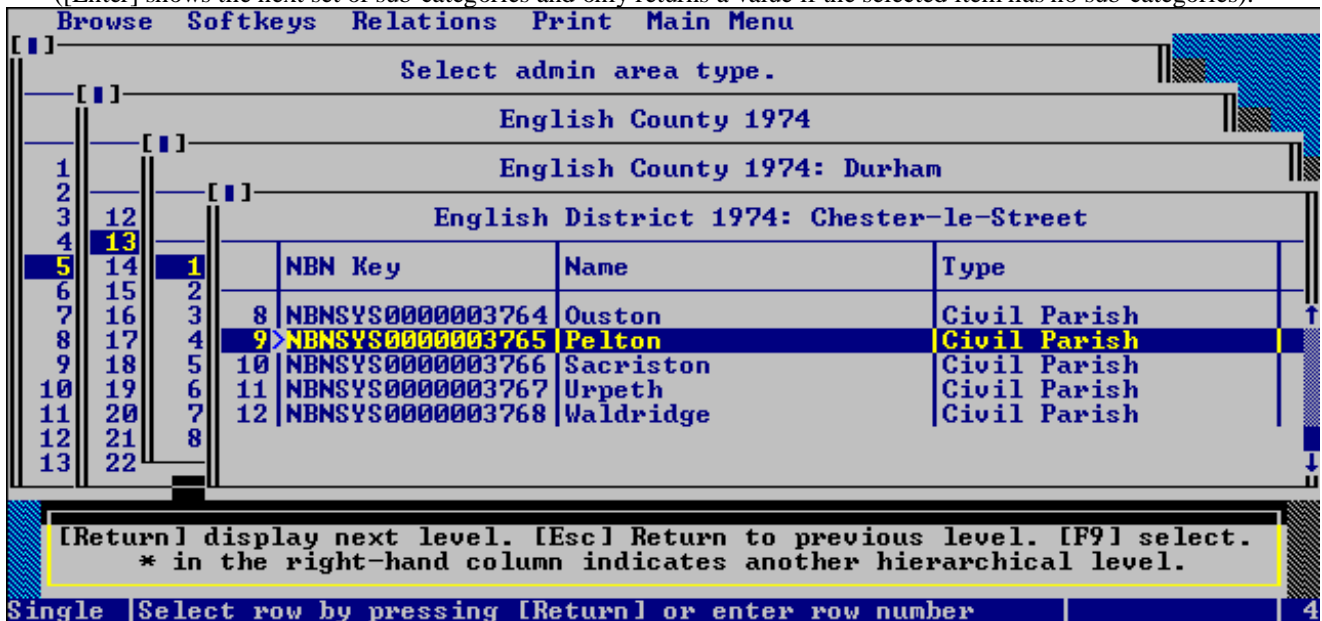 ([Enter] shows the next set of sub-categories and only returns a value if the selected item has no sub-categories).
Browse Softkeys Relations Print Main Menu
Select admin area type.
English County 1974
English County 1974: Durham
English District 1974: Chester-le-Street
NBN Key Name Type
8 NBNSYS0000003764 Ouston Civil Parish
9>NBNSYS0000003765 Pelton Civil Parish
10 NBNSYS0000003766 Sacriston Civil Parish
11 NBNSYS0000003767 Urpeth Civil Parish
12 NBNSYS0000003768 Waldridge Civil Parish
1
2
3 12
4 13
5 14 1
6 15 2
7 16 3
8 17 4
9 18 5
10 19 6
11 20 7
12 21 8
13 22
[Return] display next level. [Esc] Return to previous level. [F9] select.
* in the right-hand column indicates another hierarchical level.
Single |Select row by pressing [Return] or enter row number | 4